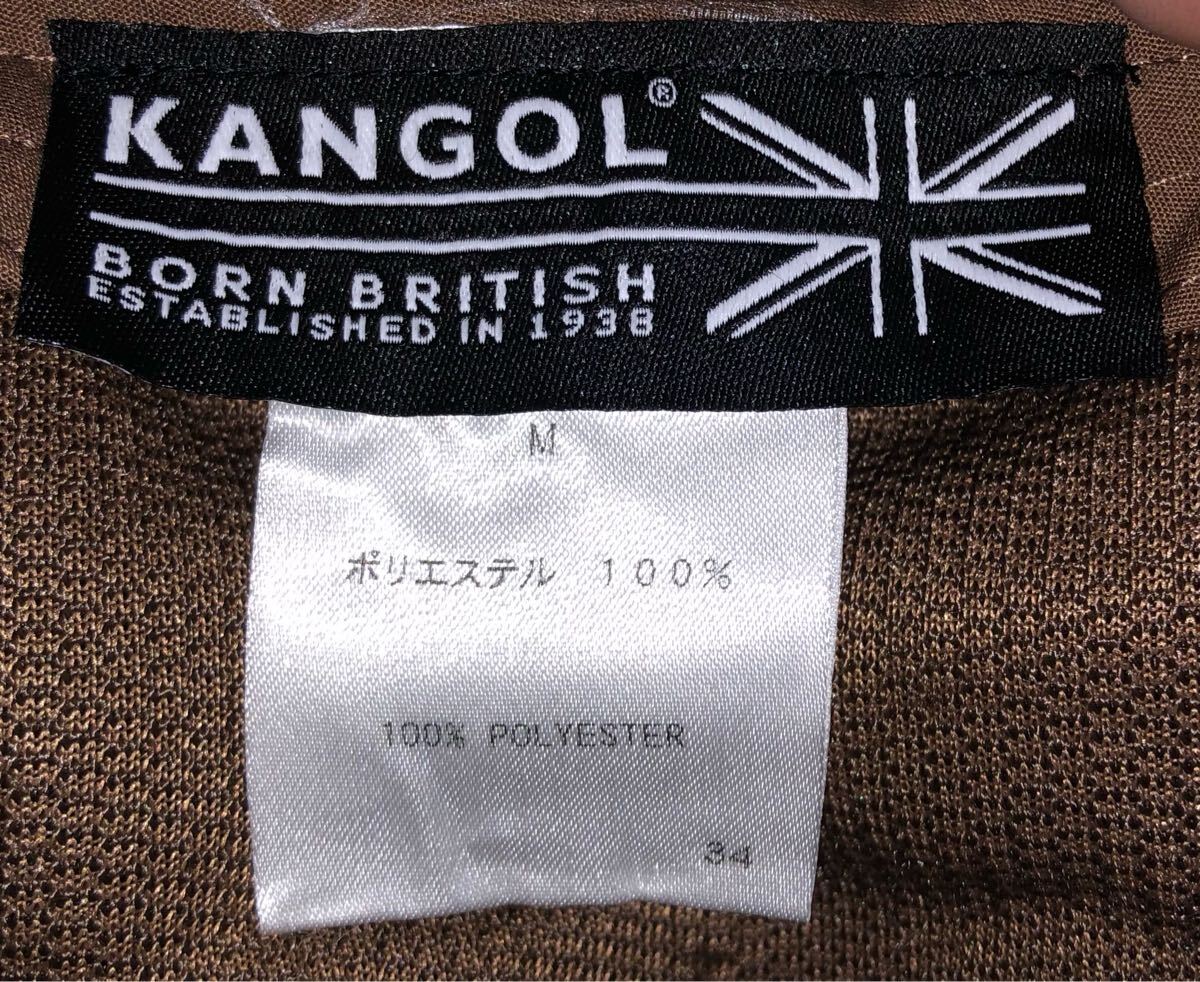 KANGOL®
BORN BRITISH
ESTABLISHED IN 1938
M
ポリエステル 100%
100% POLYESTER
34